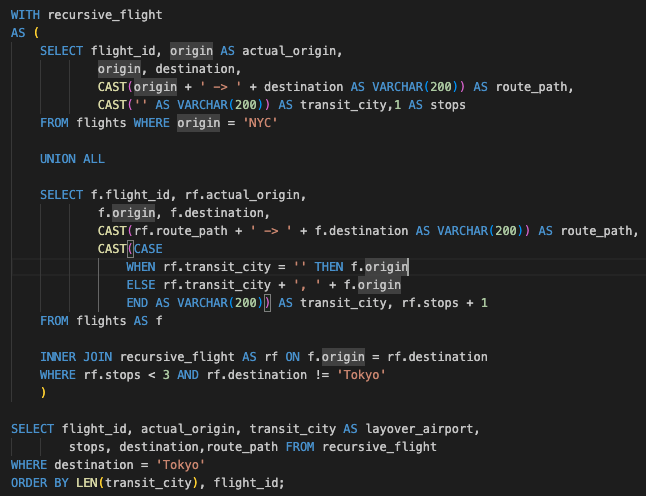 WITH recursive_flight
AS (
    SELECT flight_id, origin AS actual_origin,
            origin, destination,
            CAST(origin + ' -> ' + destination AS VARCHAR(200)) AS route_path,
            CAST('' AS VARCHAR(200)) AS transit_city,1 AS stops
    FROM flights WHERE origin = 'NYC'

    UNION ALL

    SELECT f.flight_id, rf.actual_origin,
            f.origin, f.destination,
            CAST(rf.route_path + ' -> ' + f.destination AS VARCHAR(200)) AS route_path,
            CAST(CASE
                WHEN rf.transit_city = '' THEN f.origin
                ELSE rf.transit_city + ', ' + f.origin
                END AS VARCHAR(200)) AS transit_city, rf.stops + 1
    FROM flights AS f

    INNER JOIN recursive_flight AS rf ON f.origin = rf.destination
    WHERE rf.stops < 3 AND rf.destination != 'Tokyo'
    )

SELECT flight_id, actual_origin, transit_city AS layover_airport,
        stops, destination,route_path FROM recursive_flight
WHERE destination = 'Tokyo'
ORDER BY LEN(transit_city), flight_id;